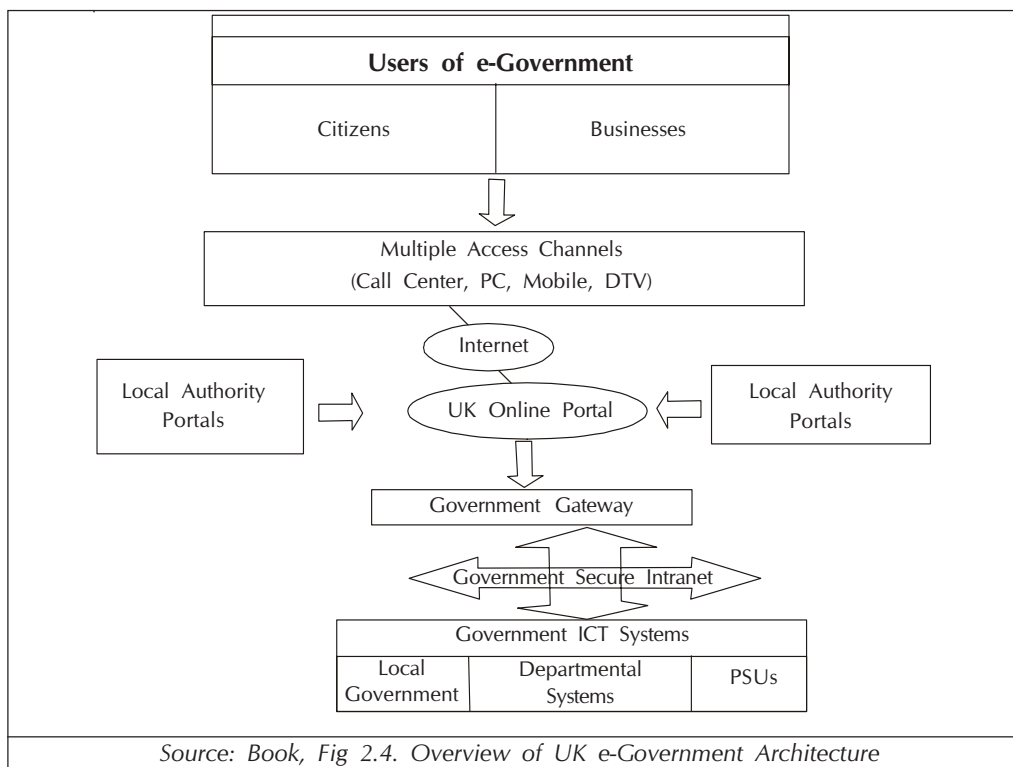 Users of e-Government
Citizens
Businesses
Multiple Access Channels
(Call Center, PC, Mobile, DTV)
Internet
Local Authority
Portals
UK Online Portal
Local Authority
Portals
Government Gateway
Government Secure Intranet
Government ICT Systems
Local
Government
Departmental
Systems
PSUs
Source: Book, Fig 2.4. Overview of UK e-Government Architecture